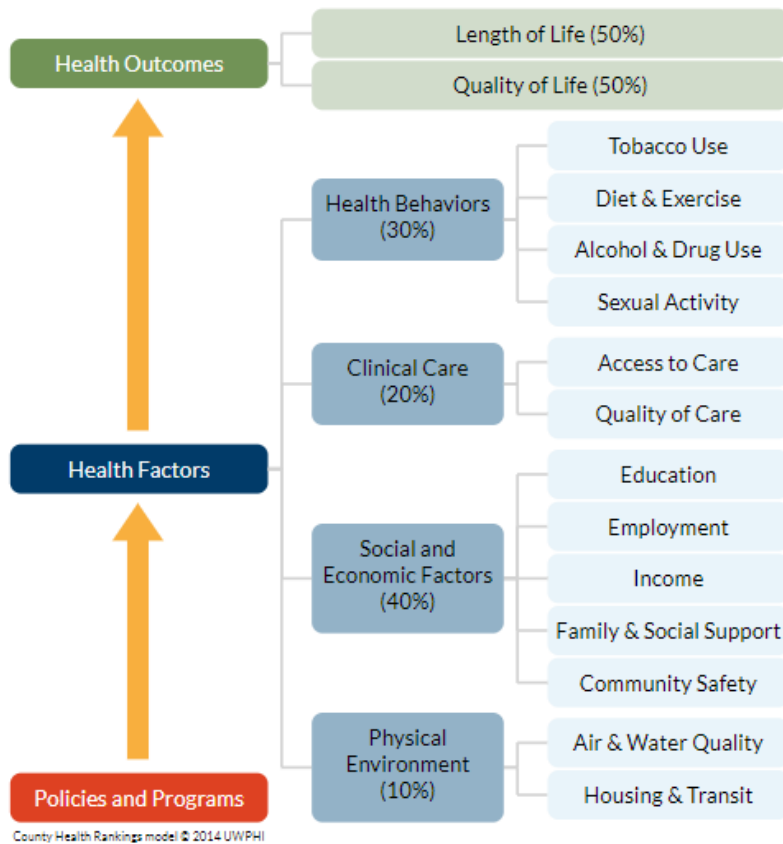 Health Outcomes
Length of Life (50%)
Quality of Life (50%)
Health Factors
Health Behaviors
(30%)
Tobacco Use
Diet & Exercise
Alcohol & Drug Use
Sexual Activity
Clinical Care
(20%)
Access to Care
Quality of Care
Social and
Economic Factors
(40%)
Education
Employment
Income
Family & Social Support
Community Safety
Physical
Environment
(10%)
Air & Water Quality
Housing & Transit
Policies and Programs
County Health Rankings model © 2014 UWPHI